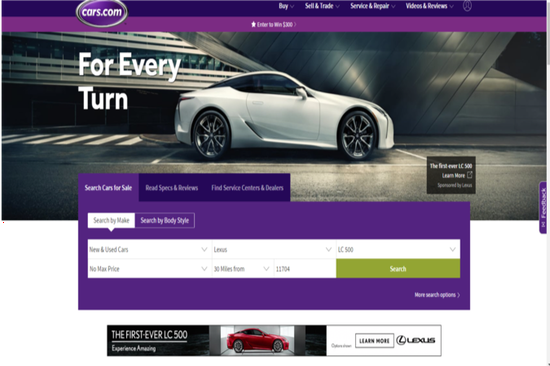 cars.com
Buy Sell & Trade Service & Repair Videos & Reviews
Enter to Win $300
For Every
Turn
The first-ever LC 500
Learn More
Sponsored by Lexus
Feedback
Search Cars for Sale Read Specs & Reviews Find Service Centers & Dealers
Search by Make Search by Body Style
New & Used Cars Lexus LC 500
No Max Price 30 Miles from 11704 Search
More search options
THE FIRST-EVER LC 500
Experience Amazing
Options shown LEARN MORE LEXUS